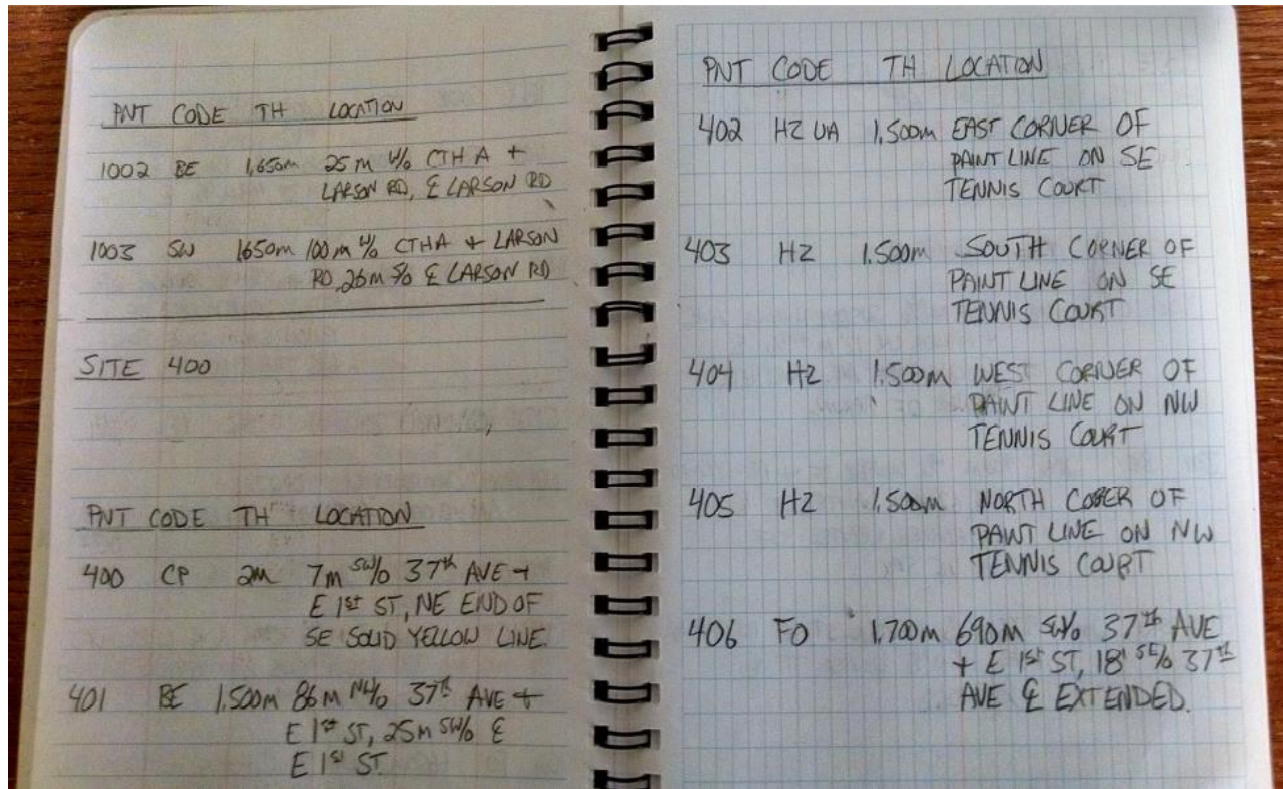 PNT CODE TH LOCATION
1002 BE 1.650m 25 m W/o CTH A +
LARSON RD, ℄ LARSON RD
1003 SW 1.650m 100 m W/o CTHA + LARSON
RD, 26m S/o ℄ LARSON RD
SITE 400
PNT CODE TH LOCATION
400 CP 2m 7m SW/o 37th AVE +
E 1st ST, NE END OF
SE SOLID YELLOW LINE.
401 BE 1.500m 86m NW/o 37th AVE +
E 1st ST, 25m SW/o ℄
E 1st ST.
PNT CODE TH LOCATION
402 HZ UA 1.500m EAST CORNER OF
PAINT LINE ON SE
TENNIS COURT
403 HZ 1.500m SOUTH CORNER OF
PAINT LINE ON SE
TENNIS COURT
404 HZ 1.500m WEST CORNER OF
PAINT LINE ON NW
TENNIS COURT
405 HZ 1.500m NORTH OF
PAINT LINE ON NW
TENNIS COURT
406 FO 1.700m 690m SW/o 37th AVE
+ E 1st ST, 18' SE/o 37th
AVE ℄ EXTENDED.